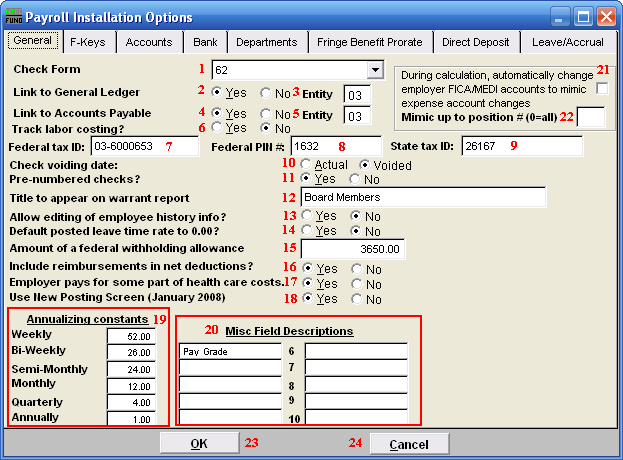 FUND Payroll Installation Options
General F-Keys Accounts Bank Departments Fringe Benefit Prorate Direct Deposit Leave/Accrual
Check Form 1 62
Link to General Ledger 2 Yes No 3 Entity 03
Link to Accounts Payable 4 Yes No 5 Entity 03
Track labor costing? 6 Yes No
During calculation, automatically change 21
employer FICA/MEDI accounts to mimic
expense account changes
Mimic up to position # (0=all) 22
Federal tax ID: 03-6000653 7 Federal PIN #: 1632 8 State tax ID: 26167 9
Check voiding date: 10 Actual Voided
Pre-numbered checks? 11 Yes No
Title to appear on warrant report 12 Board Members
Allow editing of employee history info? 13 Yes No
Default posted leave time rate to 0.00? 14 Yes No
Amount of a federal withholding allowance 15 3650.00
Include reimbursements in net deductions? 16 Yes No
Employer pays for some part of health care costs. 17 Yes No
Use New Posting Screen (January 2008) 18 Yes No
Annualizing constants 19
Weekly 52.00
Bi-Weekly 26.00
Semi-Monthly 24.00
Monthly 12.00
Quarterly 4.00
Annually 1.00
20 Misc Field Descriptions
Pay Grade 6
7
8
9
10
OK 23 24 Cancel